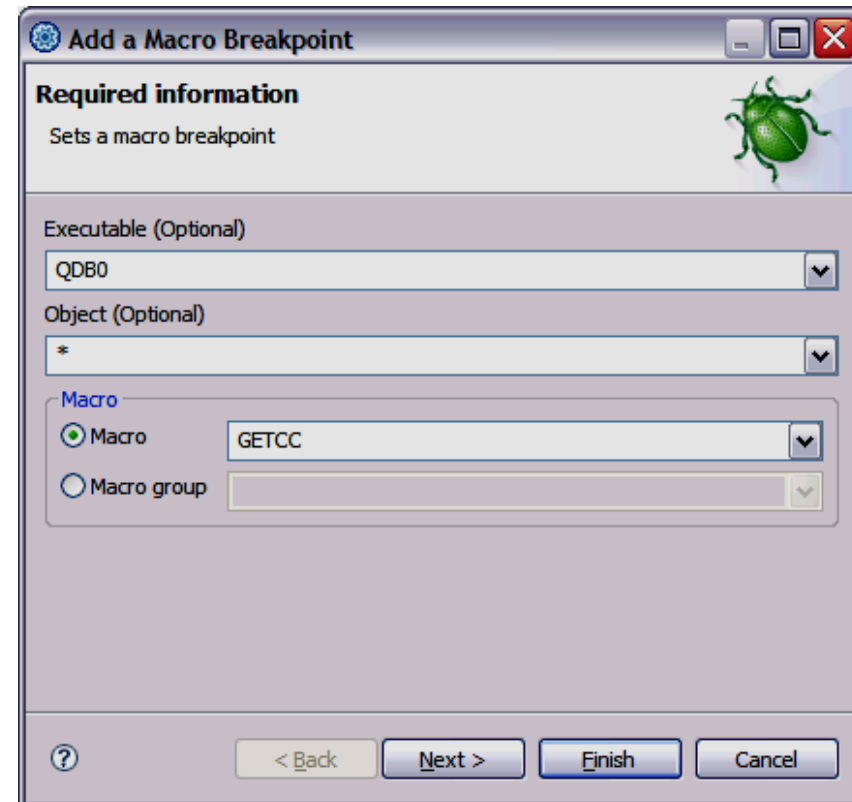 Add a Macro Breakpoint
Required information
Sets a macro breakpoint
Executable (Optional)
QDB0
Object (Optional)
*
Macro
Macro
GETCC
Macro group
?
< Back
Next >
Finish
Cancel